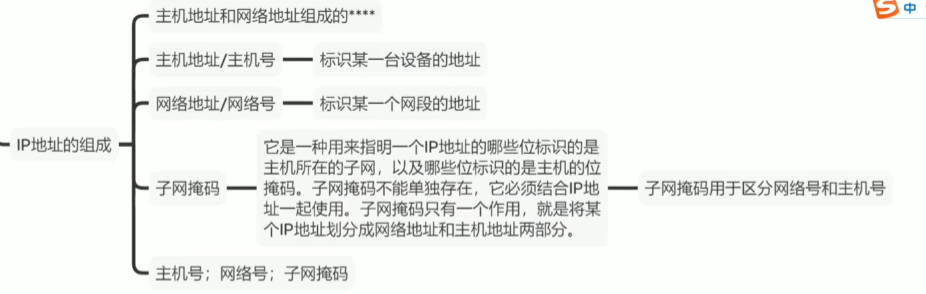 中
主机地址和网络地址组成的****
主机地址/主机号
标识某一台设备的地址
网络地址/网络号
标识某一个网段的地址
IP地址的组成
它是一种用来指明一个IP地址的哪些位标识的是
主机所在的子网，以及哪些位标识的是主机的位
掩码。子网掩码不能单独存在，它必须结合IP地
址一起使用。子网掩码只有一个作用，就是将某
个IP地址划分成网络地址和主机地址两部分。
子网掩码
子网掩码用于区分网络号和主机号
主机号；网络号；子网掩码